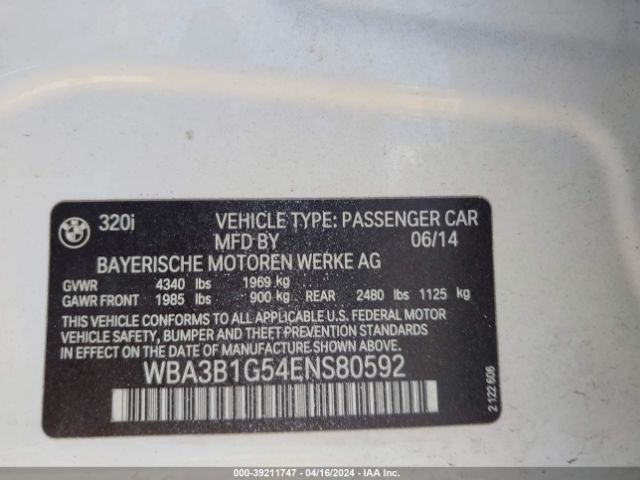 BMW 320i VEHICLE TYPE: PASSENGER CAR
MFD BY 06/14
BAYERISCHE MOTOREN WERKE AG
GVWR 4340 lbs 1969 kg
GAWR FRONT 1985 lbs 900 kg REAR 2480 lbs 1125 kg
THIS VEHICLE CONFORMS TO ALL APPLICABLE U.S. FEDERAL MOTOR
VEHICLE SAFETY, BUMPER AND THEFT PREVENTION STANDARDS
IN EFFECT ON THE DATE OF MANUFACTURE SHOWN ABOVE.
WBA3B1G54ENS80592
2 122 606
000-39211747 / 04/16/2024 / COPART